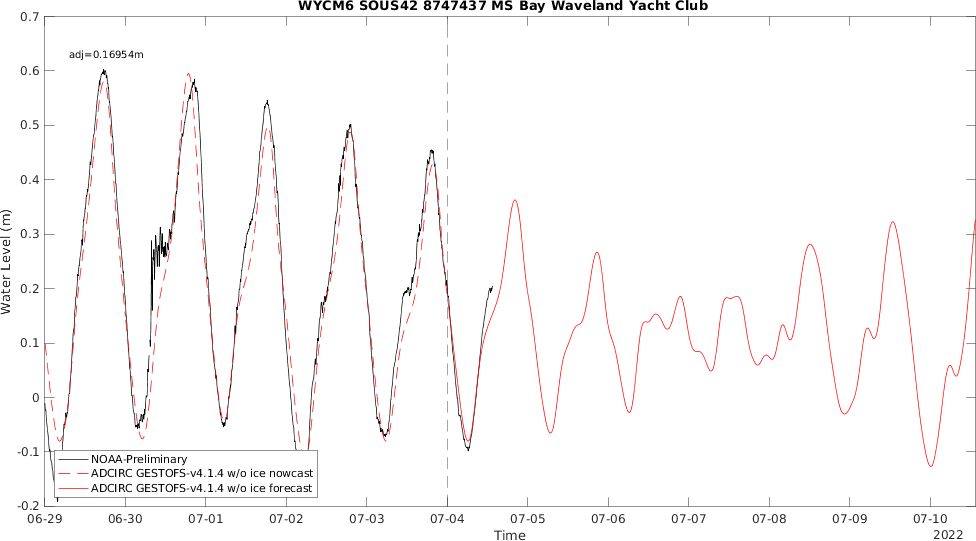 WYCM6 SOUS42 8747437 MS Bay Waveland Yacht Club
0.7
adj=0.16954m
0.6
0.5
0.4
0.3
0.2
0.1
0
-0.1
-0.2
Water Level (m)
NOAA-Preliminary
ADCIRC GESTOFS-v4.1.4 w/o ice nowcast
ADCIRC GESTOFS-v4.1.4 w/o ice forecast
06-29 06-30 07-01 07-02 07-03 07-04 07-05 07-06 07-07 07-08 07-09 07-10
Time
2022